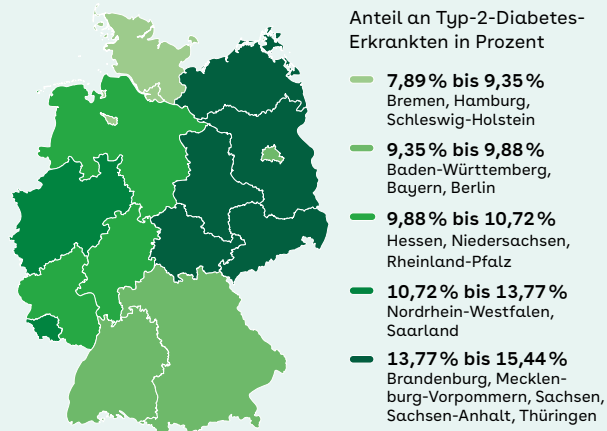 Anteil an Typ-2-Diabetes-
Erkrankten in Prozent
7,89 % bis 9,35 %
Bremen, Hamburg,
Schleswig-Holstein
9,35 % bis 9,88 %
Baden-Württemberg,
Bayern, Berlin
9,88 % bis 10,72 %
Hessen, Niedersachsen,
Rheinland-Pfalz
10,72 % bis 13,77 %
Nordrhein-Westfalen,
Saarland
13,77 % bis 15,44 %
Brandenburg, Mecklen-
burg-Vorpommern, Sachsen,
Sachsen-Anhalt, Thüringen